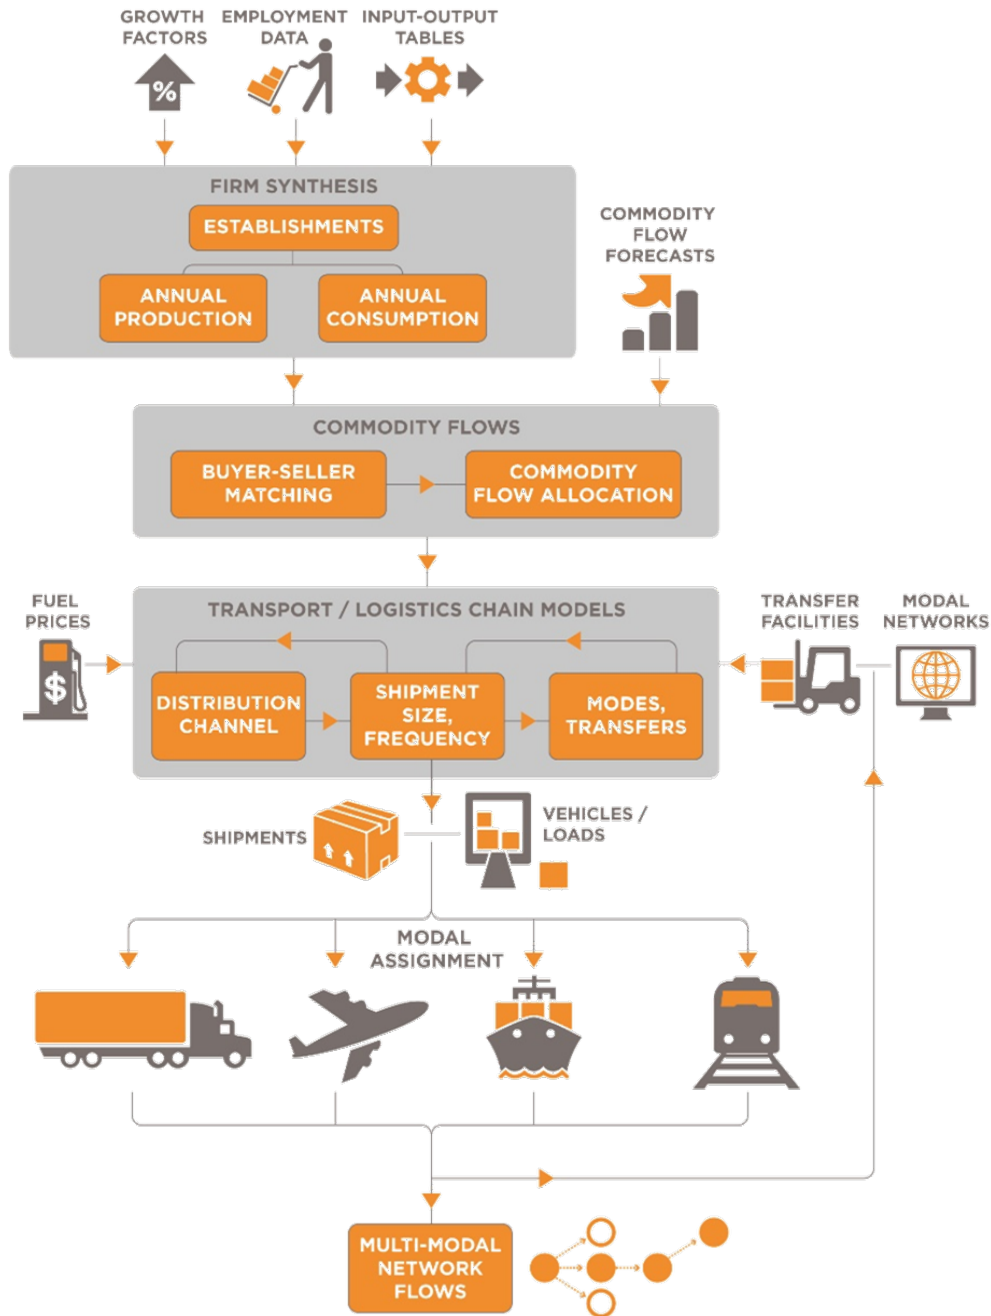 GROWTH
FACTORS
EMPLOYMENT
DATA
INPUT-OUTPUT
TABLES
%
FIRM SYNTHESIS
ESTABLISHMENTS
ANNUAL
PRODUCTION
ANNUAL
CONSUMPTION
COMMODITY
FLOW
FORECASTS
COMMODITY FLOWS
BUYER-SELLER
MATCHING
COMMODITY
FLOW ALLOCATION
FUEL
PRICES
$
TRANSPORT / LOGISTICS CHAIN MODELS
DISTRIBUTION
CHANNEL
SHIPMENT
SIZE,
FREQUENCY
MODES,
TRANSFERS
TRANSFER
FACILITIES
MODAL
NETWORKS
SHIPMENTS
VEHICLES /
LOADS
MODAL
ASSIGNMENT
MULTI-MODAL
NETWORK
FLOWS